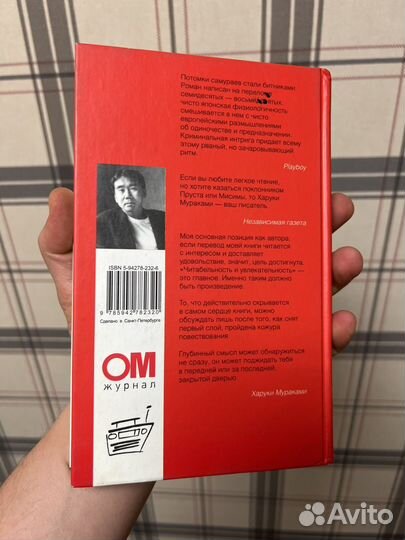 Потомки самураев стали битниками.
Роман написан на перело
семидесятых — восьмидесятых.
чисто японская физиологичность
смешивается в нем с чисто
европейскими размышлениями
об одиночестве и предназначении.
Криминальная интрига придает всему
этому рваный, но зачаровывающий
ритм.
Playboy
Если вы любите легкое чтение,
но хотите казаться поклонником
Пруста или Мисимы, то Харуки
Мураками — ваш писатель.
Независимая газета
Моя основная позиция как автора:
если перевод моей книги читается
с интересом и доставляет
удовольствие, значит, цель достигнута.
«Читабельность и увлекательность» —
это главное. Именно таким должно
быть произведение.
То, что действительно скрывается
в самом сердце книги, можно
обсуждать лишь после того, как снят
первый слой, пройдена кожура
повествования.
Глубинный смысл может обнаружиться
не сразу, он может поджидать тебя
в передней или за последней,
закрытой дверью.
Харуки Мураками
ISBN 5-94278-232-6
9 785942 782320
Сделано в Санкт-Петербурге
ОМ
журнал
Avito